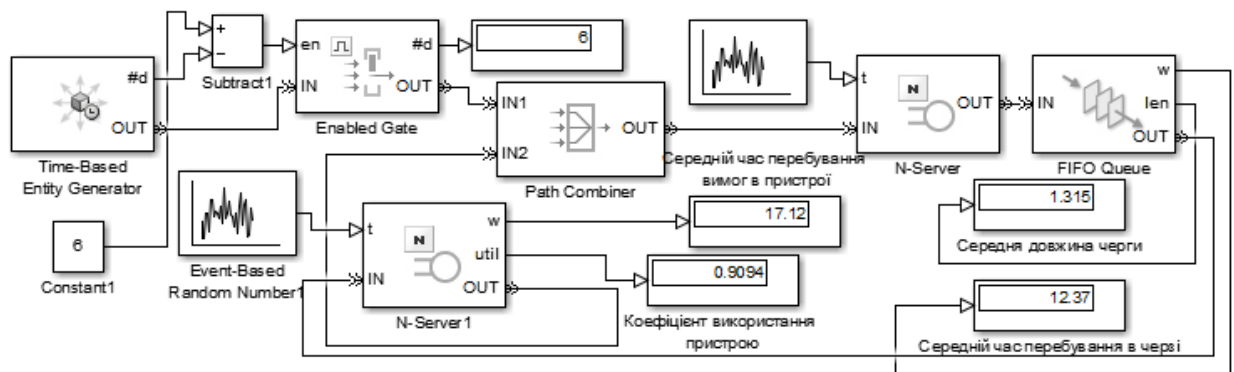 +
−
Subtract1
#d
OUT
Time-Based
Entity Generator
en
IN
#d
OUT
Enabled Gate
6
IN1
IN2
OUT
Path Combiner
t
IN
N
OUT
N-Server
IN
w
len
OUT
FIFO Queue
Середній час перебування
вимог в пристрої
17.12
1.315
Середня довжина черги
6
Constant1
Event-Based
Random Number1
t
IN
N
w
util
OUT
N-Server1
0.9094
Коефіцієнт використання
пристрою
12.37
Середній час перебування в черзі